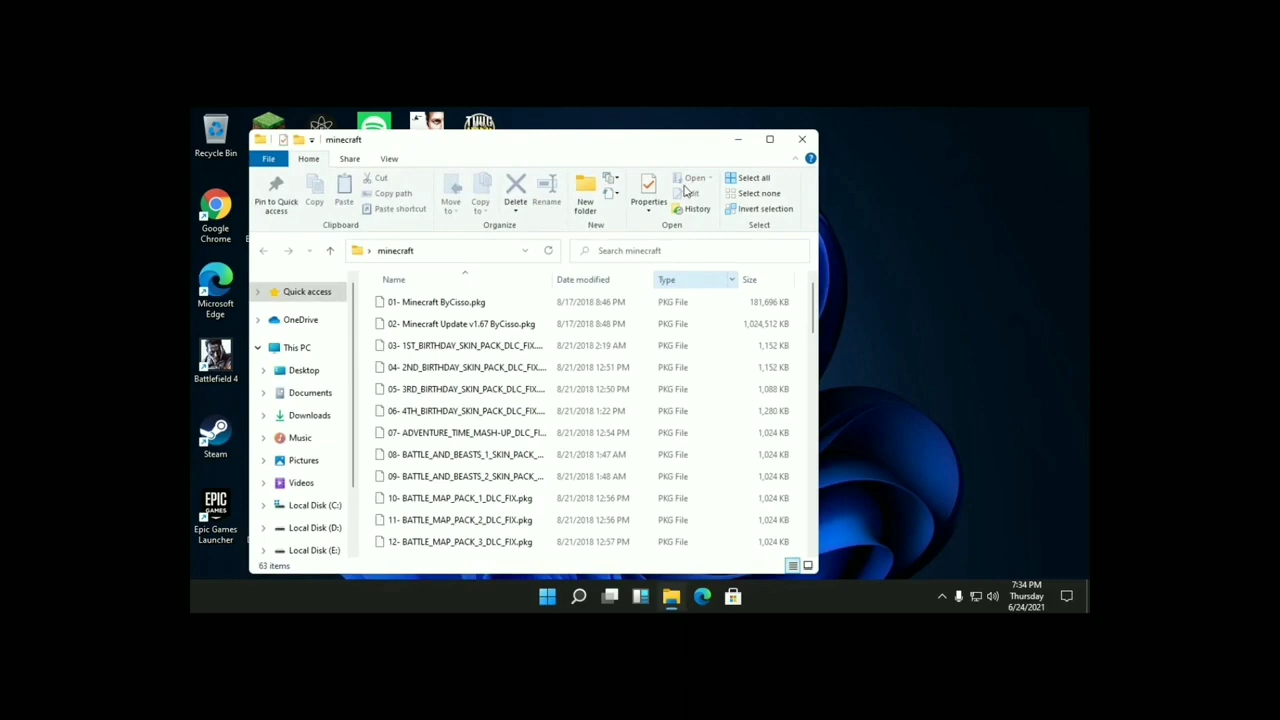 Recycle Bin
Google
Chrome
Microsoft
Edge
Battlefield 4
Steam
EPIC
GAMES
Epic Games
Launcher
minecraft
File
Home
Share
View
Pin to Quick
access
Copy
Paste
Cut
Copy path
Paste shortcut
Clipboard
Move
to
Copy
to
Delete
Rename
Organize
New
folder
New
Properties
Open
History
Open
Select all
Select none
Invert selection
Select
minecraft
Search minecraft
Quick access
OneDrive
This PC
Desktop
Documents
Downloads
Music
Pictures
Videos
Local Disk (C:)
Local Disk (D:)
Local Disk (E:)
Name Date modified Type Size
01- Minecraft ByCisso.pkg 8/17/2018 8:46 PM PKG File 181,696 KB
02- Minecraft Update v1.67 ByCisso.pkg 8/17/2018 8:48 PM PKG File 1,024,512 KB
03- 1ST_BIRTHDAY_SKIN_PACK_DLC_FIX.... 8/21/2018 2:19 AM PKG File 1,152 KB
04- 2ND_BIRTHDAY_SKIN_PACK_DLC_FIX.... 8/21/2018 12:51 PM PKG File 1,152 KB
05- 3RD_BIRTHDAY_SKIN_PACK_DLC_FIX.... 8/21/2018 12:50 PM PKG File 1,088 KB
06- 4TH_BIRTHDAY_SKIN_PACK_DLC_FIX.... 8/21/2018 1:22 PM PKG File 1,280 KB
07- ADVENTURE_TIME_MASH-UP_DLC_FI... 8/21/2018 12:54 PM PKG File 1,024 KB
08- BATTLE_AND_BEASTS_1_SKIN_PACK_... 8/21/2018 1:47 AM PKG File 1,024 KB
09- BATTLE_AND_BEASTS_2_SKIN_PACK_... 8/21/2018 1:48 AM PKG File 1,024 KB
10- BATTLE_MAP_PACK_1_DLC_FIX.pkg 8/21/2018 12:56 PM PKG File 1,024 KB
11- BATTLE_MAP_PACK_2_DLC_FIX.pkg 8/21/2018 12:56 PM PKG File 1,024 KB
12- BATTLE_MAP_PACK_3_DLC_FIX.pkg 8/21/2018 12:57 PM PKG File 1,024 KB
63 items
7:34 PM
Thursday
6/24/2021